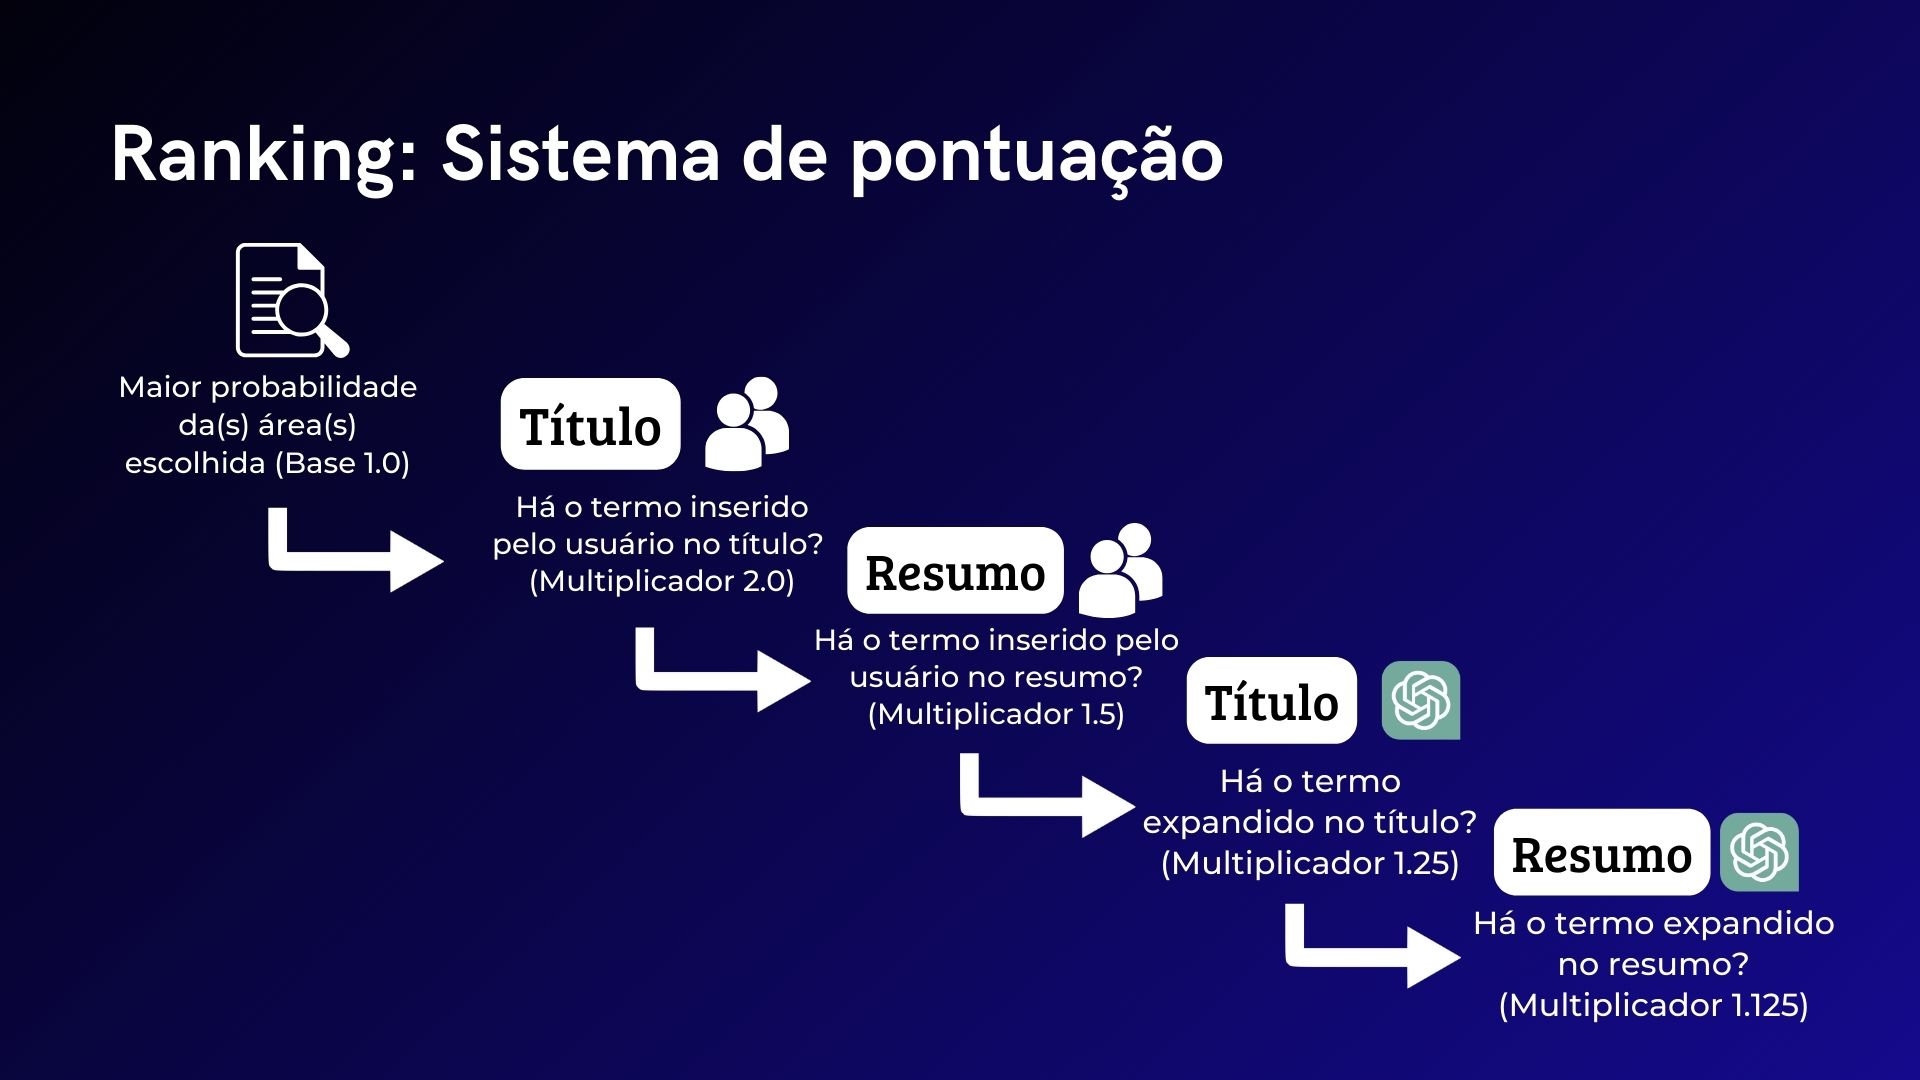 Ranking: Sistema de pontuação
Maior probabilidade
da(s) área(s)
escolhida (Base 1.0)
Título
Há o termo inserido
pelo usuário no título?
(Multiplicador 2.0)
Resumo
Há o termo inserido pelo
usuário no resumo?
(Multiplicador 1.5)
Título
Há o termo
expandido no título?
(Multiplicador 1.25)
Resumo
Há o termo expandido
no resumo?
(Multiplicador 1.125)